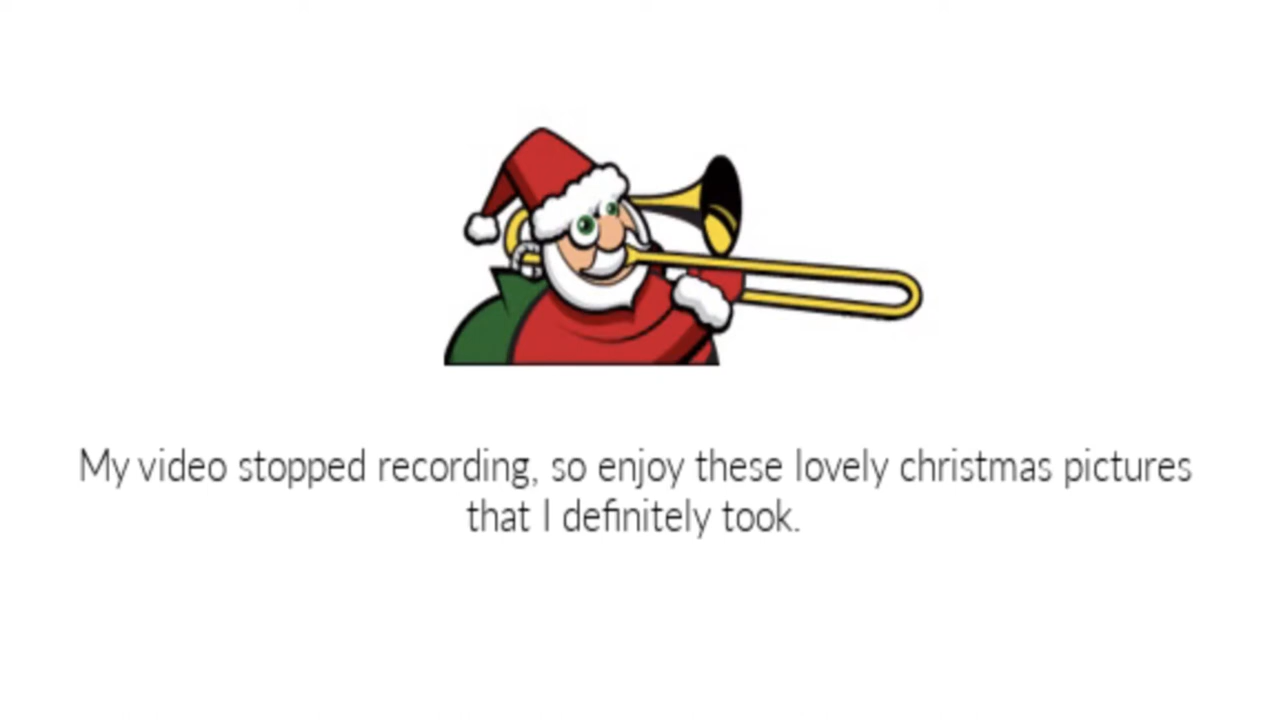 My video stopped recording, so enjoy these lovely christmas pictures
that I definitely took.